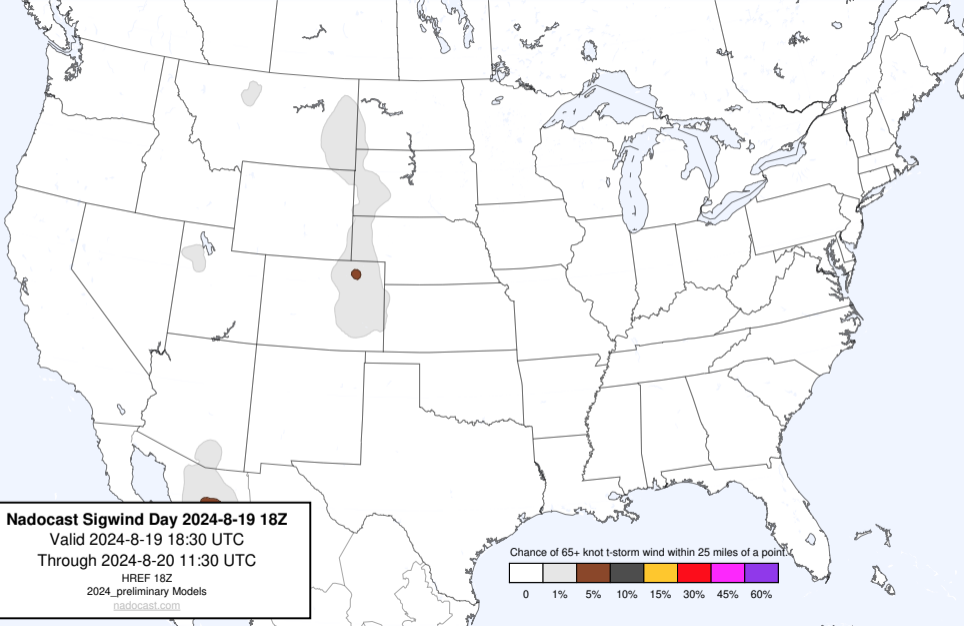 Nadocast Sigwind Day 2024-8-19 18Z
Valid 2024-8-19 18:30 UTC
Through 2024-8-20 11:30 UTC
HREF 18Z
2024_preliminary Models
nadocast.com
Chance of 65+ knot t-storm wind within 25 miles of a point.
0 1% 5% 10% 15% 30% 45% 60%